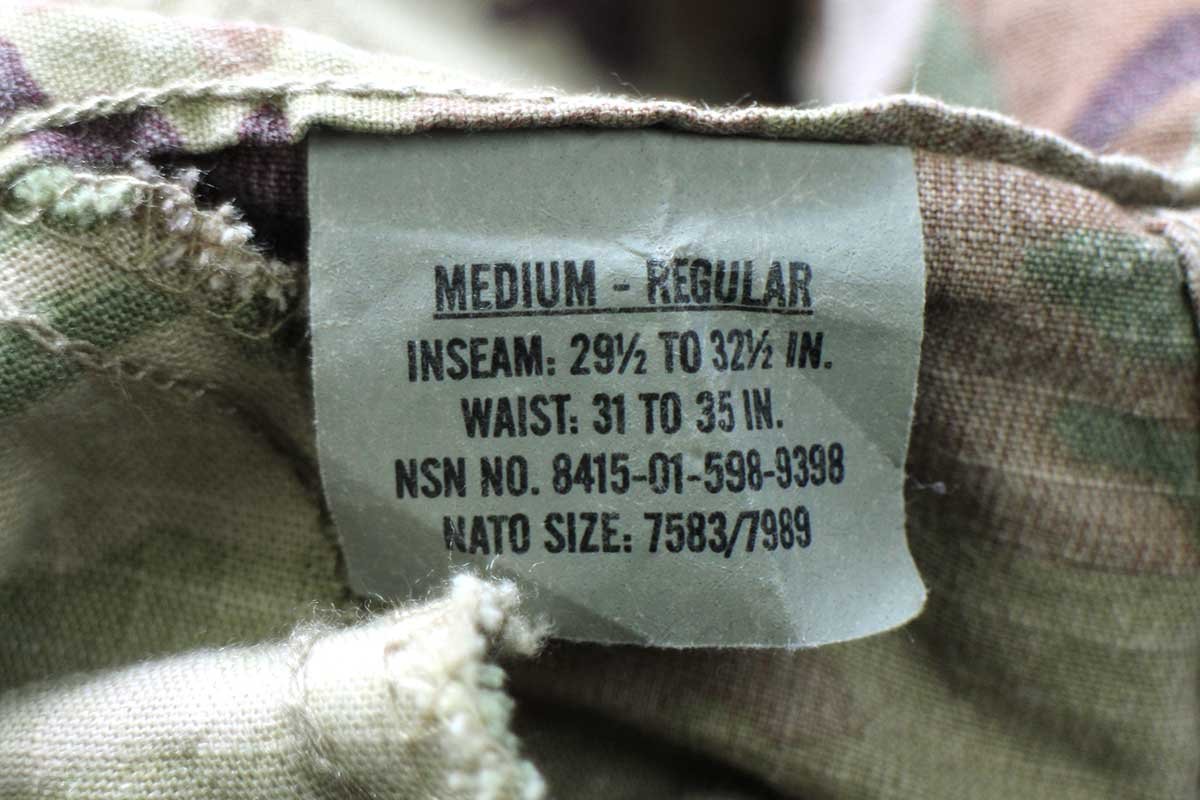 MEDIUM - REGULAR
INSEAM: 29½ TO 32½ IN.
WAIST: 31 TO 35 IN.
NSN NO. 8415-01-598-9398
NATO SIZE: 7583/7989